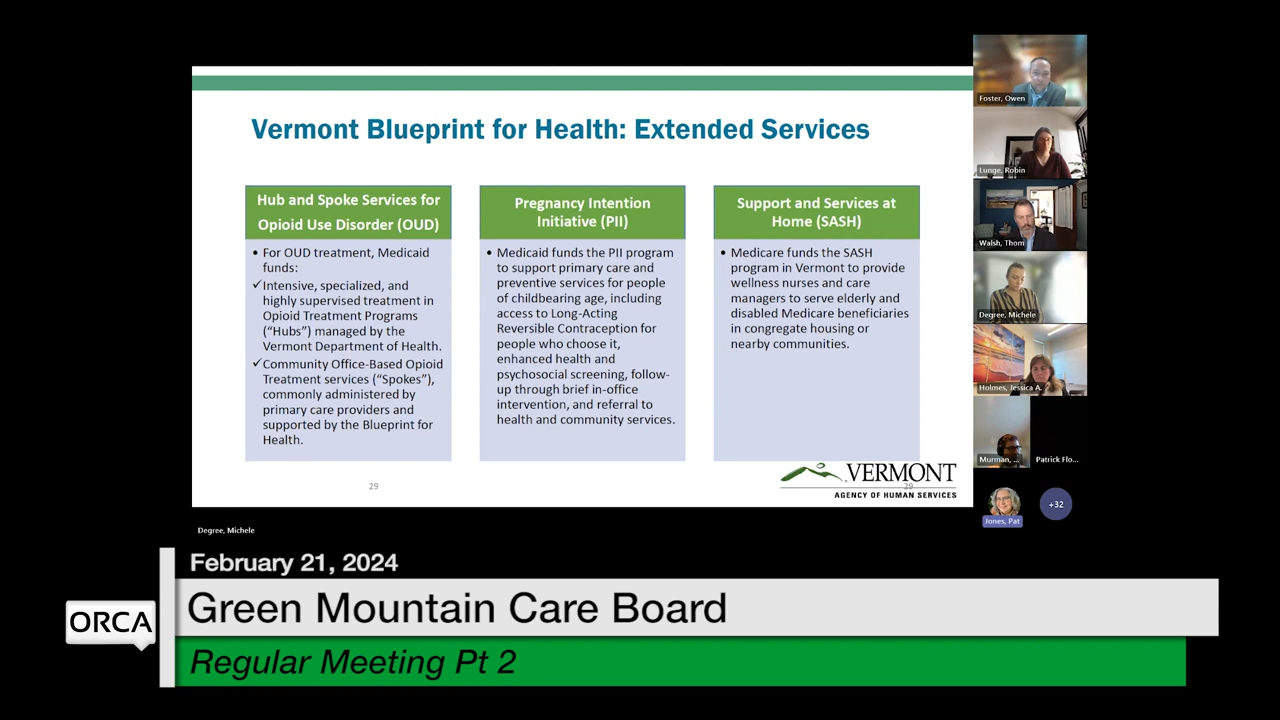 Vermont Blueprint for Health: Extended Services
Hub and Spoke Services for
Opioid Use Disorder (OUD)
• For OUD treatment, Medicaid
funds:
✓Intensive, specialized, and
highly supervised treatment in
Opioid Treatment Programs
(“Hubs”) managed by the
Vermont Department of Health.
✓Community Office-Based Opioid
Treatment services (“Spokes”),
commonly administered by
primary care providers and
supported by the Blueprint for
Health.
Pregnancy Intention
Initiative (PII)
• Medicaid funds the PII program
to support primary care and
preventive services for people
of childbearing age, including
access to Long-Acting
Reversible Contraception for
people who choose it,
enhanced health and
psychosocial screening, follow-
up through brief in-office
intervention, and referral to
health and community services.
Support and Services at
Home (SASH)
• Medicare funds the SASH
program in Vermont to provide
wellness nurses and care
managers to serve elderly and
disabled Medicare beneficiaries
in congregate housing or
nearby communities.
29
29
VERMONT
AGENCY OF HUMAN SERVICES
Foster, Owen
Lunge, Robin
Walsh, Thom
Degree, Michele
Holmes, Jessica A.
Murman, ...
Patrick Flo...
Jones, Pat
+32
Degree, Michele
February 21, 2024
ORCA
Green Mountain Care Board
Regular Meeting Pt 2